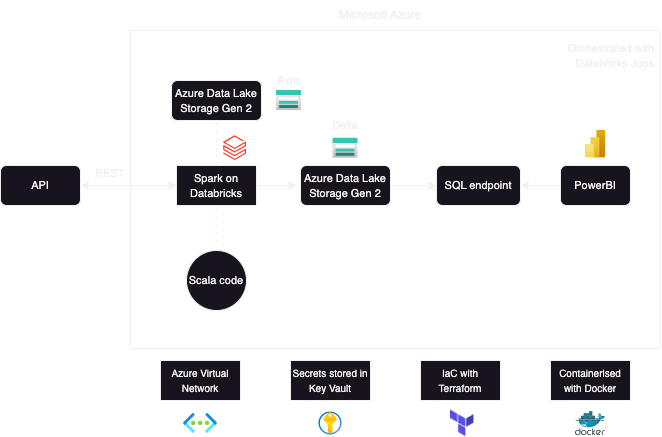 Microsoft Azure
Orchestrated with
Databricks Jobs
Avro
Azure Data Lake
Storage Gen 2
Delta
API
REST
Spark on
Databricks
Azure Data Lake
Storage Gen 2
SQL endpoint
PowerBI
Scala code
Azure Virtual
Network
Secrets stored in
Key Vault
IaC with
Terraform
Containerised
with Docker
docker